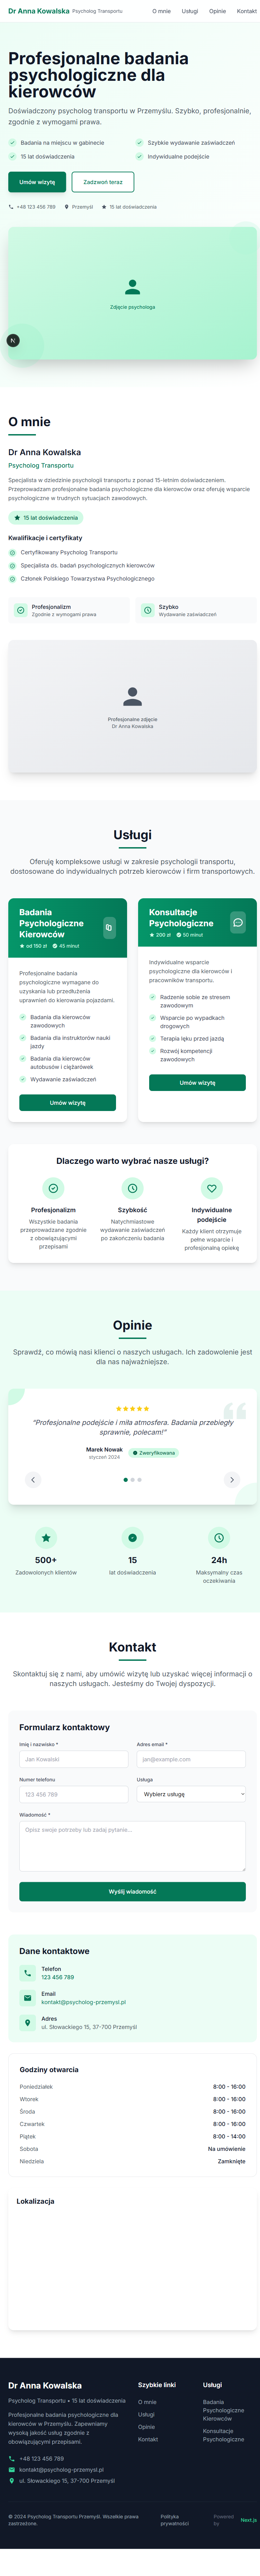 Dr Anna Kowalska Psycholog Transportu O mnie Usługi Opinie Kontakt
Profesjonalne badania
psychologiczne dla
kierowców
Doświadczony psycholog transportu w Przemyślu. Szybko, profesjonalnie,
zgodnie z wymogami prawa.
Badania na miejscu w gabinecie
Szybkie wydawanie zaświadczeń
15 lat doświadczenia
Indywidualne podejście
Umów wizytę
Zadzwoń teraz
+48 123 456 789 Przemyśl 15 lat doświadczenia
Zdjęcie psychologa
N
O mnie
Dr Anna Kowalska
Psycholog Transportu
Specjalista w dziedzinie psychologii transportu z ponad 15-letnim doświadczeniem.
Przeprowadzam profesjonalne badania psychologiczne dla kierowców oraz oferuję wsparcie
psychologiczne w trudnych sytuacjach zawodowych.
15 lat doświadczenia
Kwalifikacje i certyfikaty
Certyfikowany Psycholog Transportu
Specjalista ds. badań psychologicznych kierowców
Członek Polskiego Towarzystwa Psychologicznego
Profesjonalizm
Zgodnie z wymogami prawa
Szybko
Wydawanie zaświadczeń
Profesjonalne zdjęcie
Dr Anna Kowalska
Usługi
Oferuję kompleksowe usługi w zakresie psychologii transportu,
dostosowane do indywidualnych potrzeb kierowców i firm transportowych.
Badania
Psychologiczne
Kierowców
od 150 zł 45 minut
Profesjonalne badania
psychologiczne wymagane do
uzyskania lub przedłużenia
uprawnień do kierowania pojazdami.
Badania dla kierowców
zawodowych
Badania dla instruktorów nauki
jazdy
Badania dla kierowców
autobusów i ciężarówek
Wydawanie zaświadczeń
Umów wizytę
Konsultacje
Psychologiczne
200 zł 50 minut
Indywidualne wsparcie
psychologiczne dla kierowców i
pracowników transportu.
Radzenie sobie ze stresem
zawodowym
Wsparcie po wypadkach
drogowych
Terapia lęku przed jazdą
Rozwój kompetencji
zawodowych
Umów wizytę
Dlaczego warto wybrać nasze usługi?
Profesjonalizm
Wszystkie badania
przeprowadzane zgodnie
z obowiązującymi
przepisami
Szybkość
Natychmiastowe
wydawanie zaświadczeń
po zakończeniu badania
Indywidualne
podejście
Każdy klient otrzymuje
pełne wsparcie i
profesjonalną opiekę
Opinie
Sprawdź, co mówią nasi klienci o naszych usługach. Ich zadowolenie jest
dla nas najważniejsze.
"Profesjonalne podejście i miła atmosfera. Badania przebiegły
sprawnie, polecam!"
Marek Nowak
styczeń 2024
Zweryfikowana
500+
Zadowolonych klientów
15
lat doświadczenia
24h
Maksymalny czas
oczekiwania
Kontakt
Skontaktuj się z nami, aby umówić wizytę lub uzyskać więcej informacji o
naszych usługach. Jesteśmy do Twojej dyspozycji.
Formularz kontaktowy
Imię i nazwisko *
Jan Kowalski
Adres email *
jan@example.com
Numer telefonu
123 456 789
Usługa
Wybierz usługę
Wiadomość *
Opisz swoje potrzeby lub zadaj pytanie...
Wyślij wiadomość
Dane kontaktowe
Telefon
123 456 789
Email
kontakt@psycholog-przemysl.pl
Adres
ul. Słowackiego 15, 37-700 Przemyśl
Godziny otwarcia
Poniedziałek 8:00 - 16:00
Wtorek 8:00 - 16:00
Środa 8:00 - 16:00
Czwartek 8:00 - 16:00
Piątek 8:00 - 14:00
Sobota Na umówienie
Niedziela Zamknięte
Lokalizacja
Dr Anna Kowalska
Psycholog Transportu • 15 lat doświadczenia
Profesjonalne badania psychologiczne dla
kierowców w Przemyślu. Zapewniamy
wysoką jakość usług zgodnie z
obowiązującymi przepisami.
+48 123 456 789
kontakt@psycholog-przemysl.pl
ul. Słowackiego 15, 37-700 Przemyśl
Szybkie linki
O mnie
Usługi
Opinie
Kontakt
Usługi
Badania
Psychologiczne
Kierowców
Konsultacje
Psychologiczne
© 2024 Psycholog Transportu Przemyśl. Wszelkie prawa
zastrzeżone.
Polityka
prywatności
Powered
by
Next.js